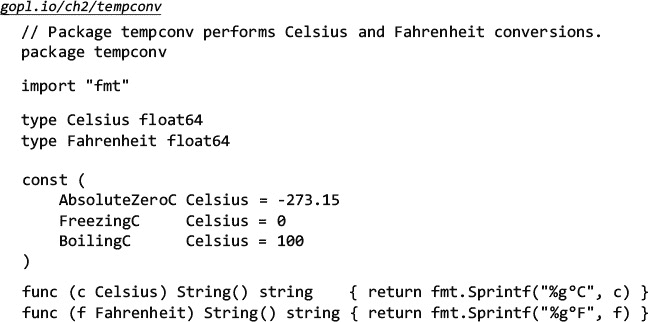 gopl.io/ch2/tempconv
// Package tempconv performs Celsius and Fahrenheit conversions.
package tempconv
import "fmt"
type Celsius float64
type Fahrenheit float64
const (
    AbsoluteZeroC Celsius = -273.15
    FreezingC     Celsius = 0
    BoilingC      Celsius = 100
)
func (c Celsius) String() string    { return fmt.Sprintf("%g°C", c) }
func (f Fahrenheit) String() string { return fmt.Sprintf("%g°F", f) }